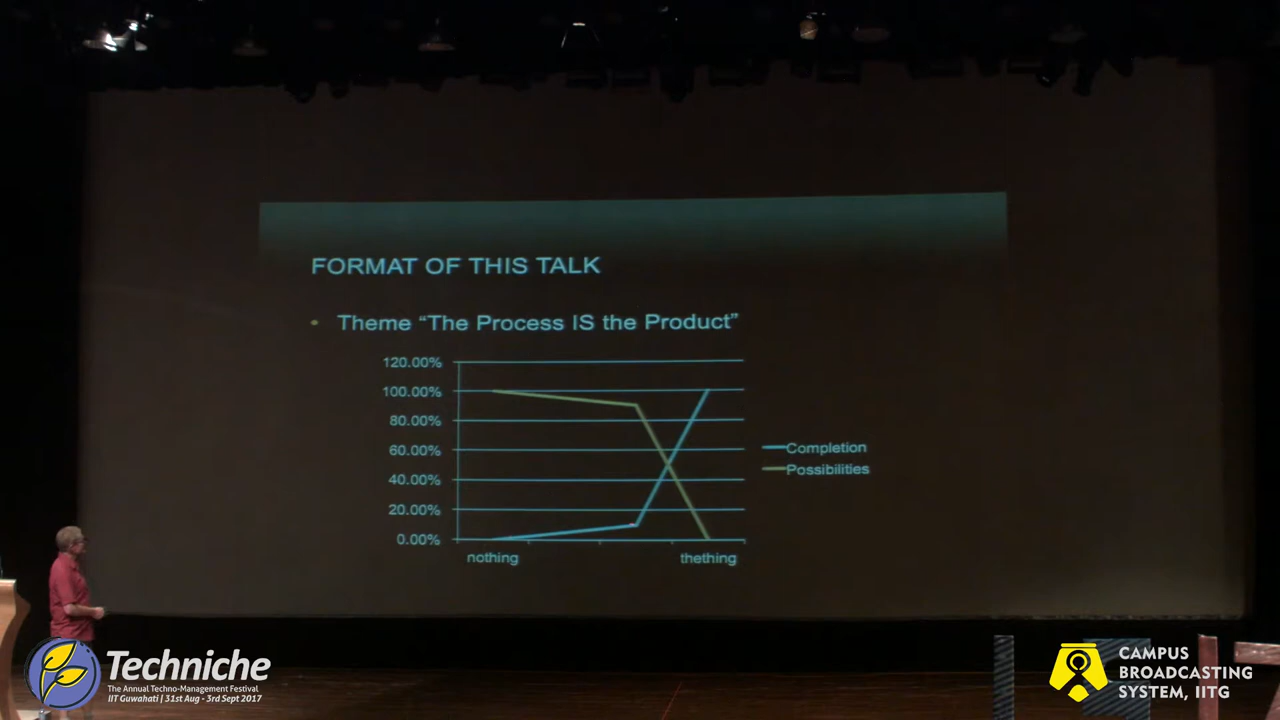 FORMAT OF THIS TALK
• Theme “The Process IS the Product”
120.00%
100.00%
80.00%
60.00%
40.00%
20.00%
0.00%
nothing
thething
Completion
Possibilities
Techniche
The Annual Techno-Management Festival
IIT Guwahati | 31st Aug - 3rd Sept 2017
CAMPUS
BROADCASTING
SYSTEM, IITG